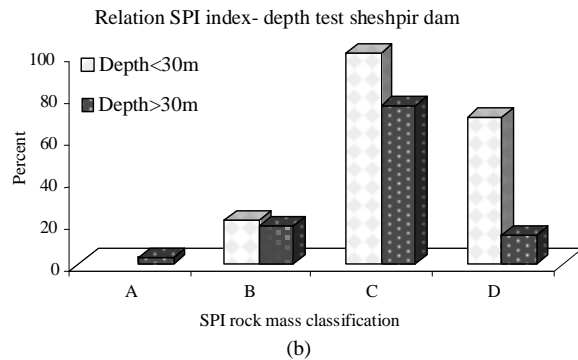 Relation SPI index- depth test sheshpir dam
100
80
60
40
20
0
Percent
Depth<30m
Depth>30m
A B C D
SPI rock mass classification
(b)